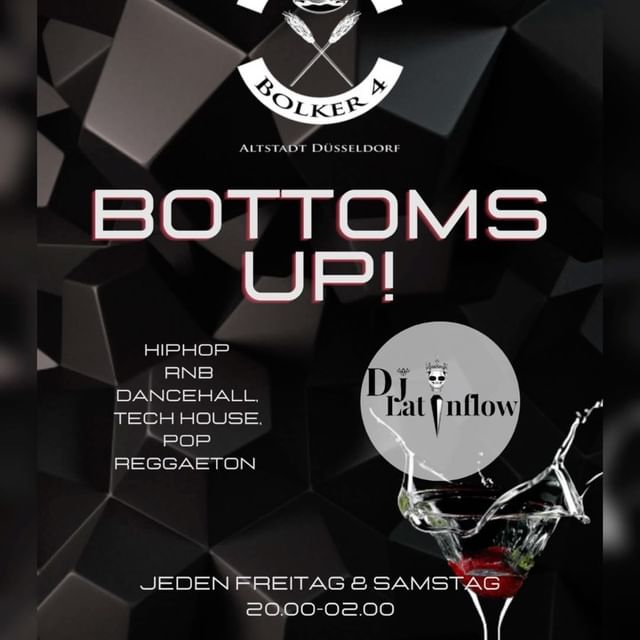 BOLKER 4
ALTSTADT DÜSSELDORF
BOTTOMS
UP!
HIPHOP
RNB
DANCEHALL,
TECH HOUSE,
POP
REGGAETON
Dj
Latinflow
JEDEN FREITAG & SAMSTAG
20.00-02.00